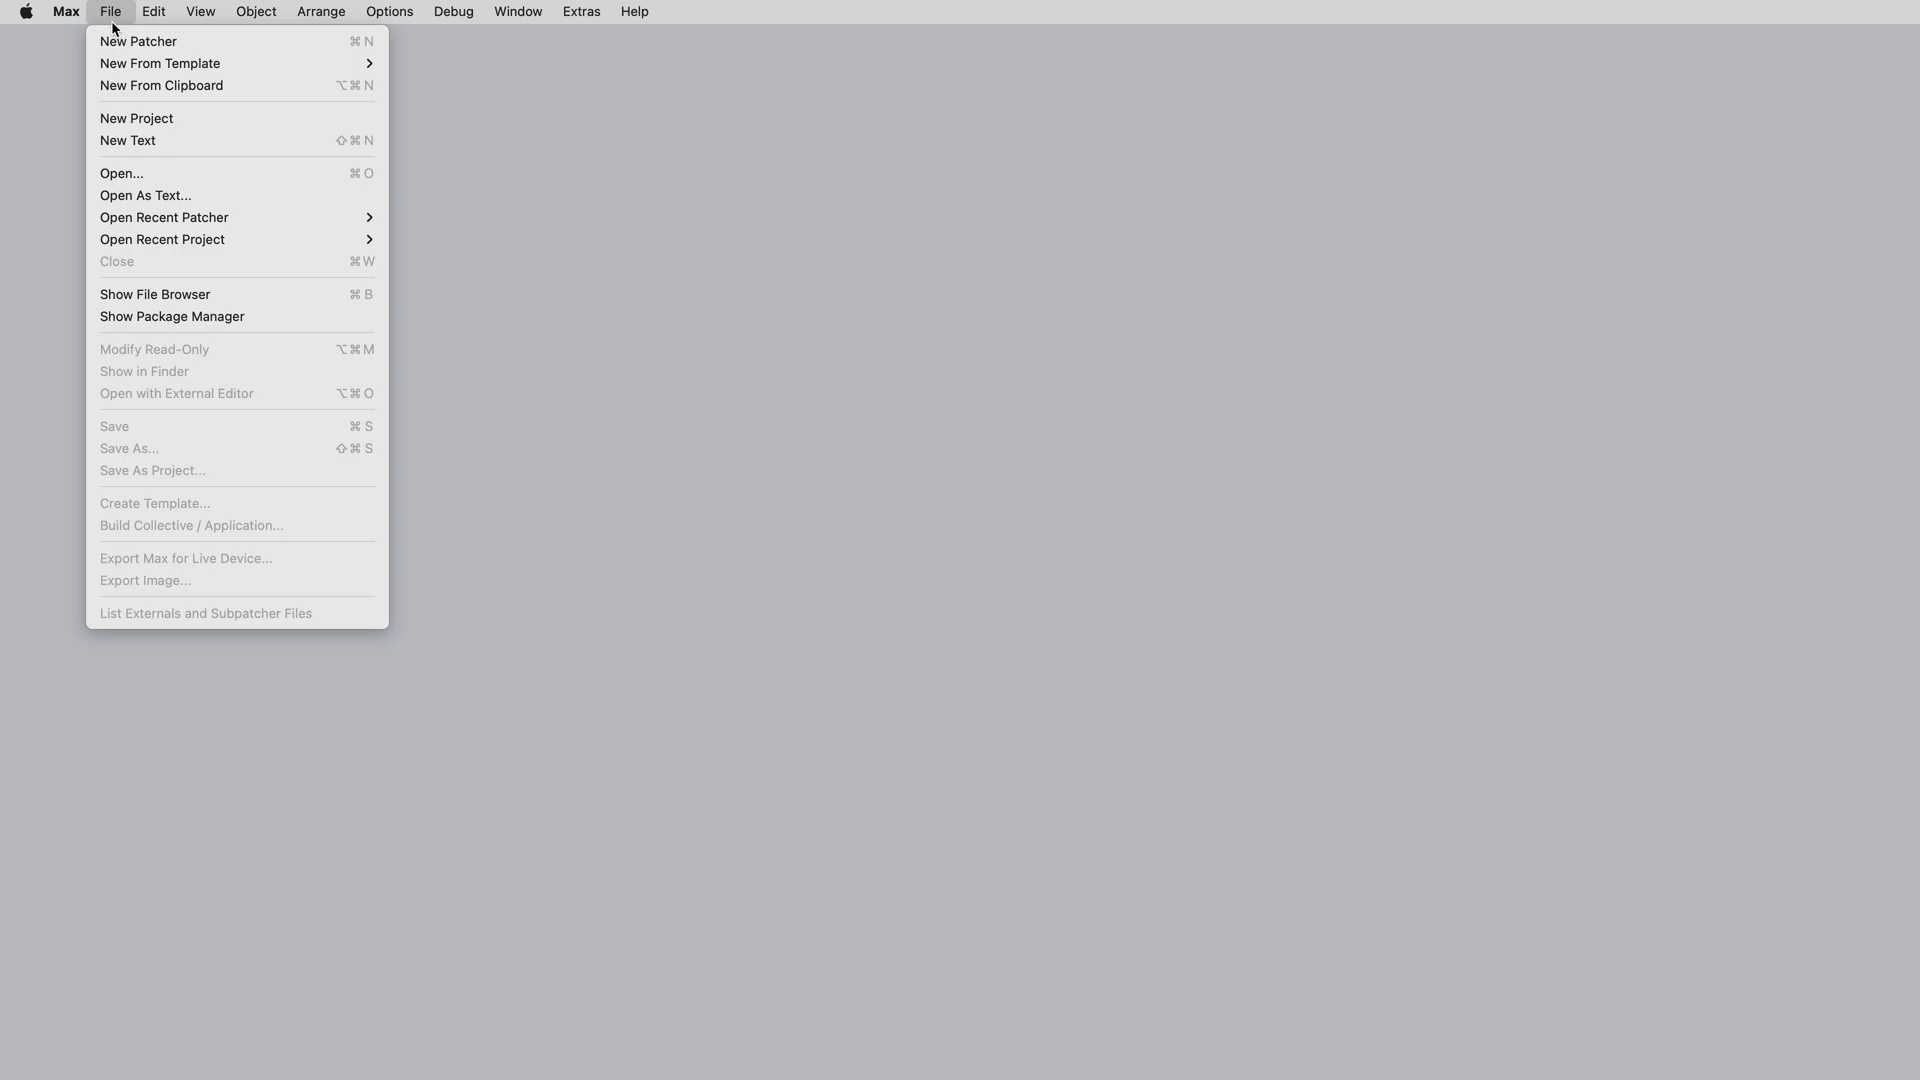 Max File Edit View Object Arrange Options Debug Window Extras Help
New Patcher ⌘ N
New From Template
New From Clipboard ⌥⌘ N
New Project
New Text ⇧⌘ N
Open... ⌘ O
Open As Text...
Open Recent Patcher
Open Recent Project
Close ⌘ W
Show File Browser ⌘ B
Show Package Manager
Modify Read-Only ⌥⌘ M
Show in Finder
Open with External Editor ⌥⌘ O
Save ⌘ S
Save As... ⇧⌘ S
Save As Project...
Create Template...
Build Collective / Application...
Export Max for Live Device...
Export Image...
List Externals and Subpatcher Files